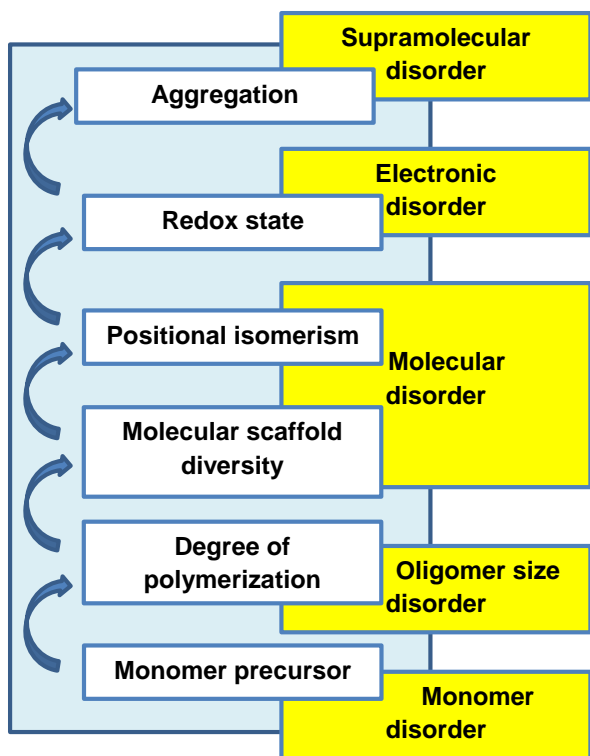 Supramolecular
disorder
Aggregation
Electronic
disorder
Redox state
Positional isomerism
Molecular
disorder
Molecular scaffold
diversity
Degree of
polymerization
Oligomer size
disorder
Monomer precursor
Monomer
disorder